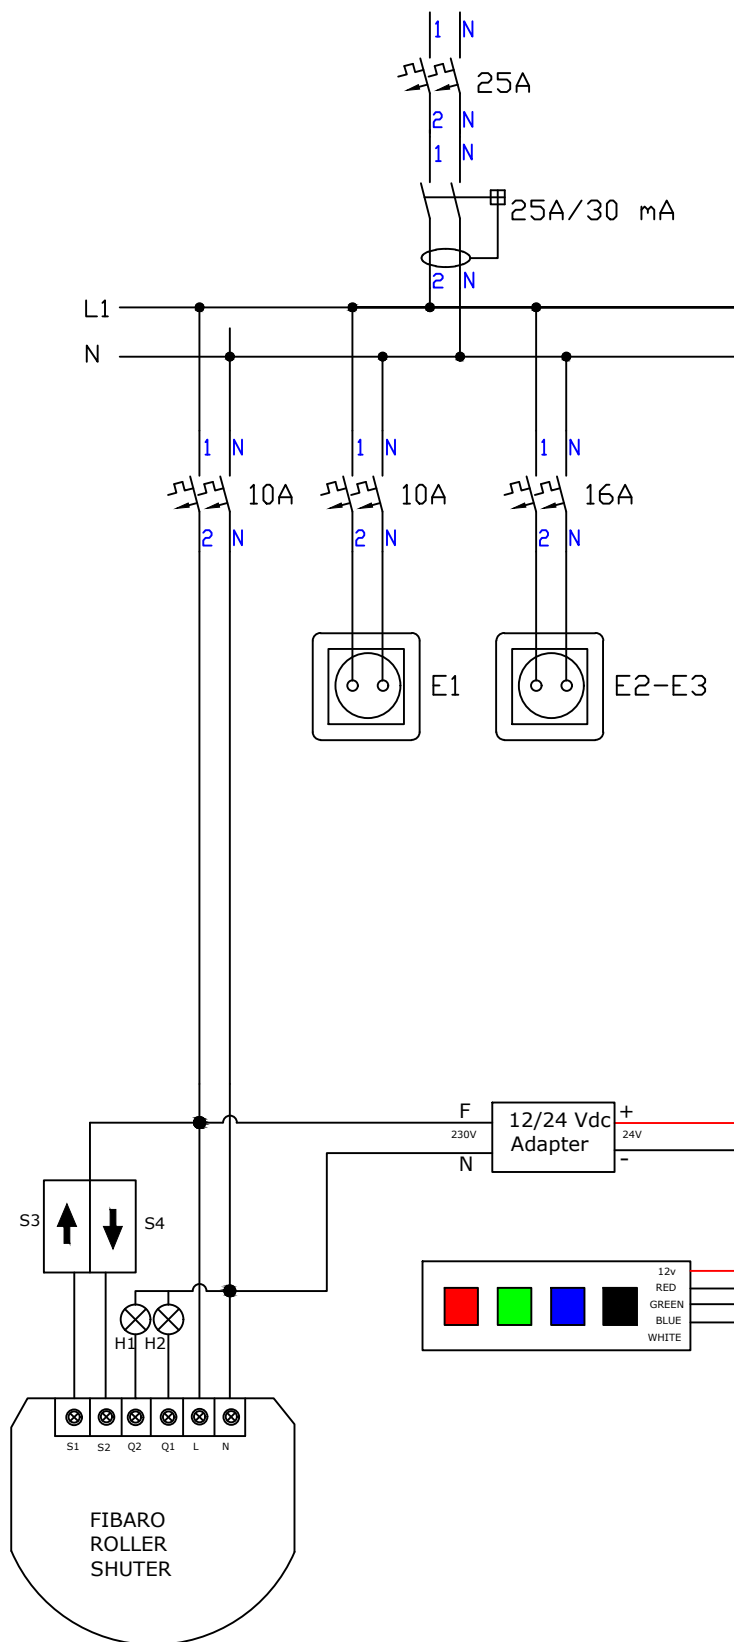 1 N
25A
2 N
1 N
25A/30 mA
2 N
L1
N
1 N 1 N 1 N
10A 10A 16A
2 N 2 N 2 N
E1 E2-E3
F 12/24 Vdc +
230V Adapter 24V
N -
S3 S4
12v
RED
GREEN
BLUE
WHITE
H1 H2
S1 S2 Q2 Q1 L N
FIBARO
ROLLER
SHUTER